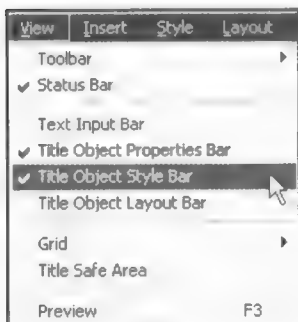 View Insert Style Layout
Toolbar
Status Bar
Text Input Bar
Title Object Properties Bar
Title Object Style Bar
Title Object Layout Bar
Grid
Title Safe Area
Preview F3